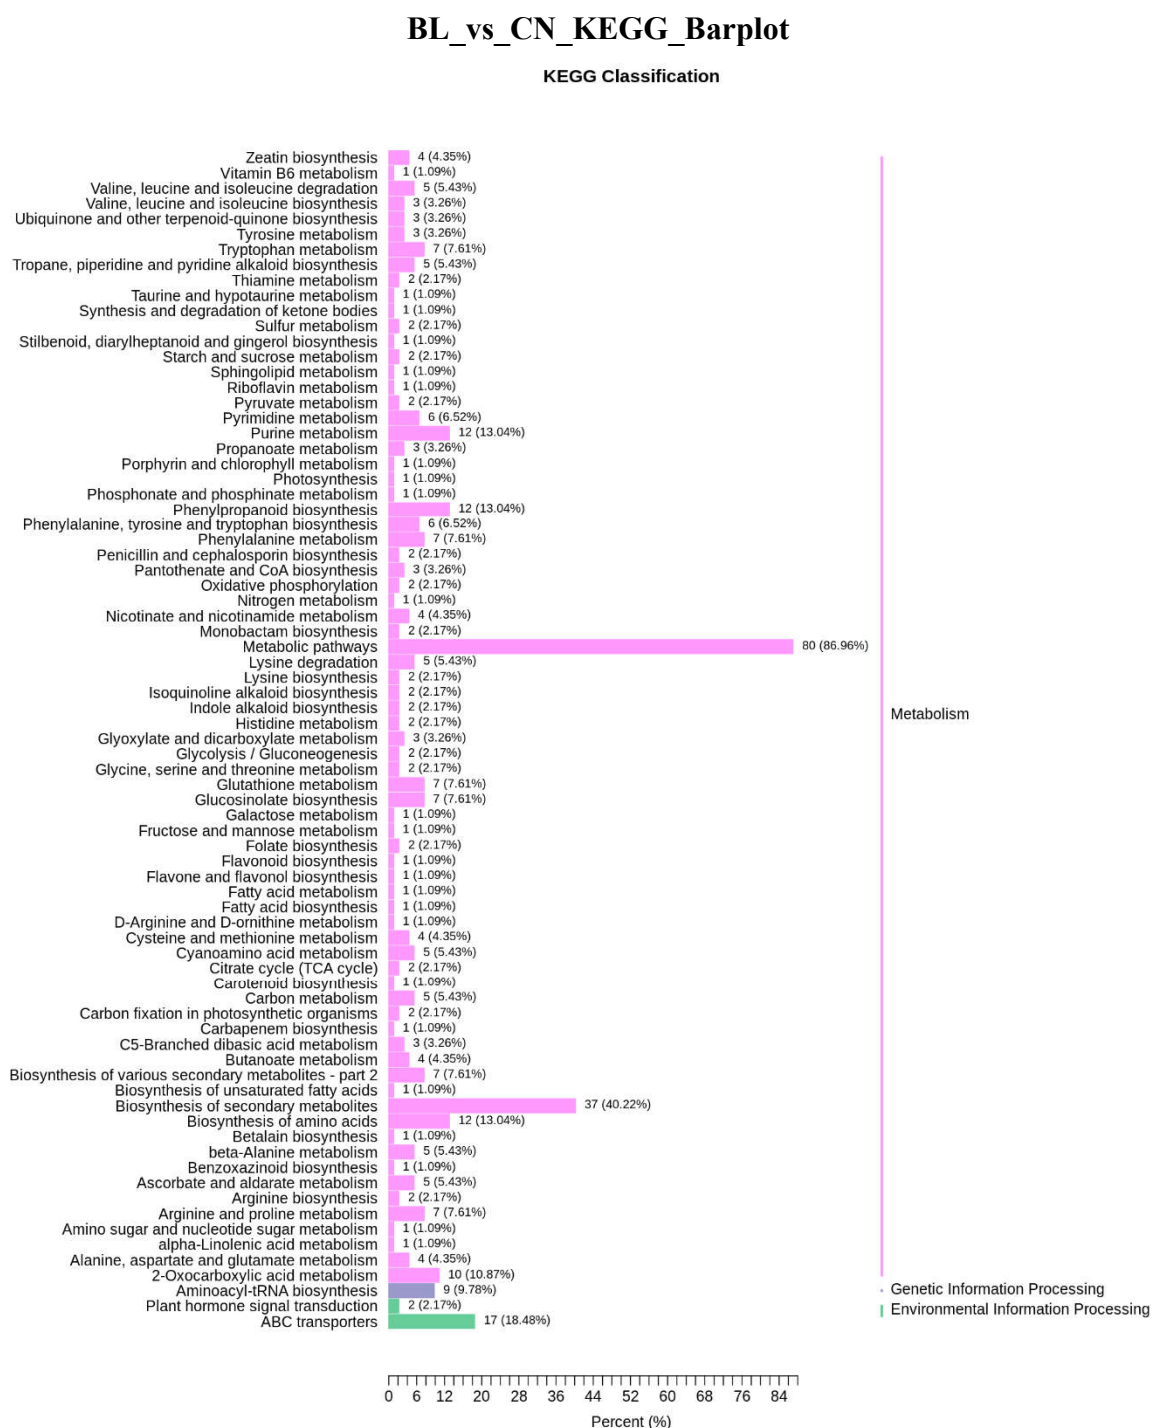 BL_vs_CN_KEGG_Barplot
KEGG Classification
Zeatin biosynthesis 4 (4.35%)
Vitamin B6 metabolism 1 (1.09%)
Valine, leucine and isoleucine degradation 5 (5.43%)
Valine, leucine and isoleucine biosynthesis 3 (3.26%)
Ubiquinone and other terpenoid-quinone biosynthesis 3 (3.26%)
Tyrosine metabolism 3 (3.26%)
Tryptophan metabolism 7 (7.61%)
Tropane, piperidine and pyridine alkaloid biosynthesis 5 (5.43%)
Thiamine metabolism 2 (2.17%)
Taurine and hypotaurine metabolism 1 (1.09%)
Synthesis and degradation of ketone bodies 1 (1.09%)
Sulfur metabolism 2 (2.17%)
Stilbenoid, diarylheptanoid and gingerol biosynthesis 1 (1.09%)
Starch and sucrose metabolism 2 (2.17%)
Sphingolipid metabolism 1 (1.09%)
Riboflavin metabolism 1 (1.09%)
Pyruvate metabolism 2 (2.17%)
Pyrimidine metabolism 6 (6.52%)
Purine metabolism 12 (13.04%)
Propanoate metabolism 3 (3.26%)
Porphyrin and chlorophyll metabolism 1 (1.09%)
Photosynthesis 1 (1.09%)
Phosphonate and phosphinate metabolism 1 (1.09%)
Phenylpropanoid biosynthesis 12 (13.04%)
Phenylalanine, tyrosine and tryptophan biosynthesis 6 (6.52%)
Phenylalanine metabolism 7 (7.61%)
Penicillin and cephalosporin biosynthesis 2 (2.17%)
Pantothenate and CoA biosynthesis 3 (3.26%)
Oxidative phosphorylation 2 (2.17%)
Nitrogen metabolism 1 (1.09%)
Nicotinate and nicotinamide metabolism 4 (4.35%)
Monobactam biosynthesis 2 (2.17%)
Metabolic pathways 80 (86.96%)
Lysine degradation 5 (5.43%)
Lysine biosynthesis 2 (2.17%)
Isoquinoline alkaloid biosynthesis 2 (2.17%)
Indole alkaloid biosynthesis 2 (2.17%)
Metabolism
Histidine metabolism 2 (2.17%)
Glyoxylate and dicarboxylate metabolism 3 (3.26%)
Glycolysis / Gluconeogenesis 2 (2.17%)
Glycine, serine and threonine metabolism 2 (2.17%)
Glutathione metabolism 7 (7.61%)
Glucosinolate biosynthesis 7 (7.61%)
Galactose metabolism 1 (1.09%)
Fructose and mannose metabolism 1 (1.09%)
Folate biosynthesis 2 (2.17%)
Flavonoid biosynthesis 1 (1.09%)
Flavone and flavonol biosynthesis 1 (1.09%)
Fatty acid metabolism 1 (1.09%)
Fatty acid biosynthesis 1 (1.09%)
D-Arginine and D-ornithine metabolism 1 (1.09%)
Cysteine and methionine metabolism 4 (4.35%)
Cyanoamino acid metabolism 5 (5.43%)
Citrate cycle (TCA cycle) 2 (2.17%)
Carotenoid biosynthesis 1 (1.09%)
Carbon metabolism 5 (5.43%)
Carbon fixation in photosynthetic organisms 2 (2.17%)
Carbapenem biosynthesis 1 (1.09%)
C5-Branched dibasic acid metabolism 3 (3.26%)
Butanoate metabolism 4 (4.35%)
Biosynthesis of various secondary metabolites - part 2 7 (7.61%)
Biosynthesis of unsaturated fatty acids 1 (1.09%)
Biosynthesis of secondary metabolites 37 (40.22%)
Biosynthesis of amino acids 12 (13.04%)
Betalain biosynthesis 1 (1.09%)
beta-Alanine metabolism 5 (5.43%)
Benzoxazinoid biosynthesis 1 (1.09%)
Ascorbate and aldarate metabolism 5 (5.43%)
Arginine biosynthesis 2 (2.17%)
Arginine and proline metabolism 7 (7.61%)
Amino sugar and nucleotide sugar metabolism 1 (1.09%)
alpha-Linolenic acid metabolism 1 (1.09%)
Alanine, aspartate and glutamate metabolism 4 (4.35%)
2-Oxocarboxylic acid metabolism 10 (10.87%)
Aminoacyl-tRNA biosynthesis 9 (9.78%) Genetic Information Processing
Plant hormone signal transduction 2 (2.17%) Environmental Information Processing
ABC transporters 17 (18.48%)
0 6 12 20 28 36 44 52 60 68 76 84
Percent (%)